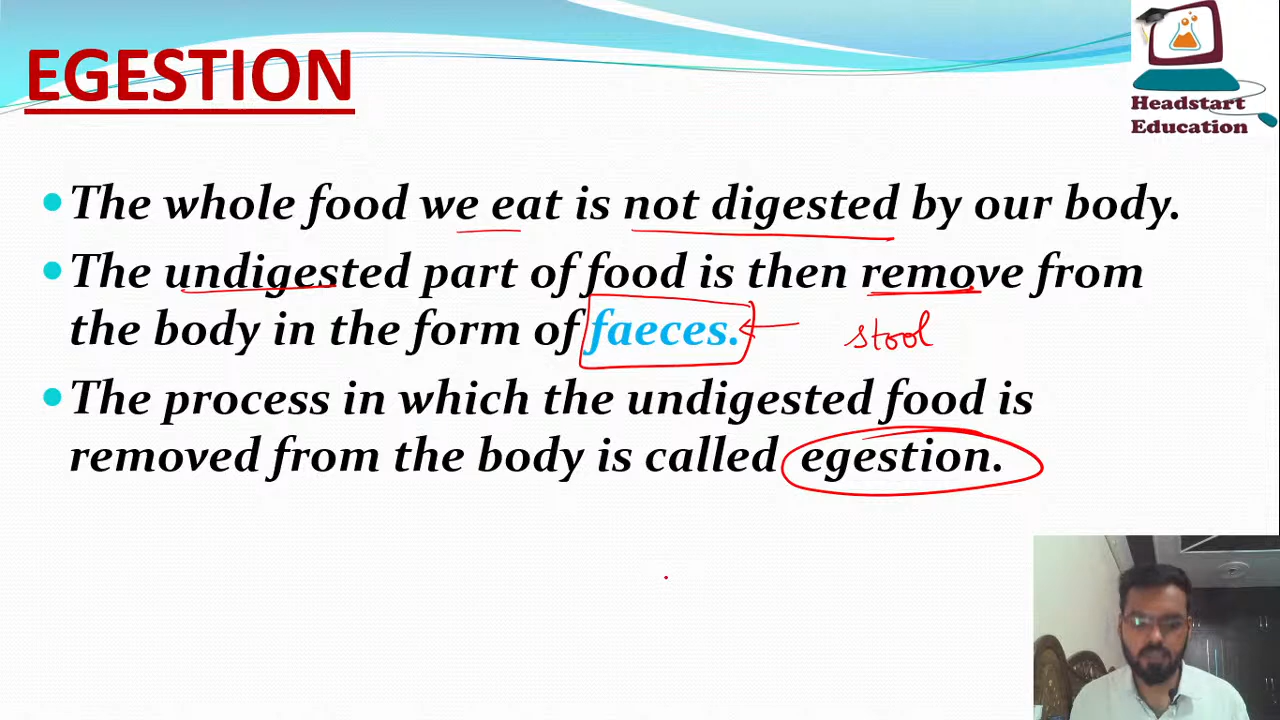 EGESTION
Headstart
Education
The whole food we eat is not digested by our body.
The undigested part of food is then remove from
the body in the form of faeces. stool
The process in which the undigested food is
removed from the body is called egestion.